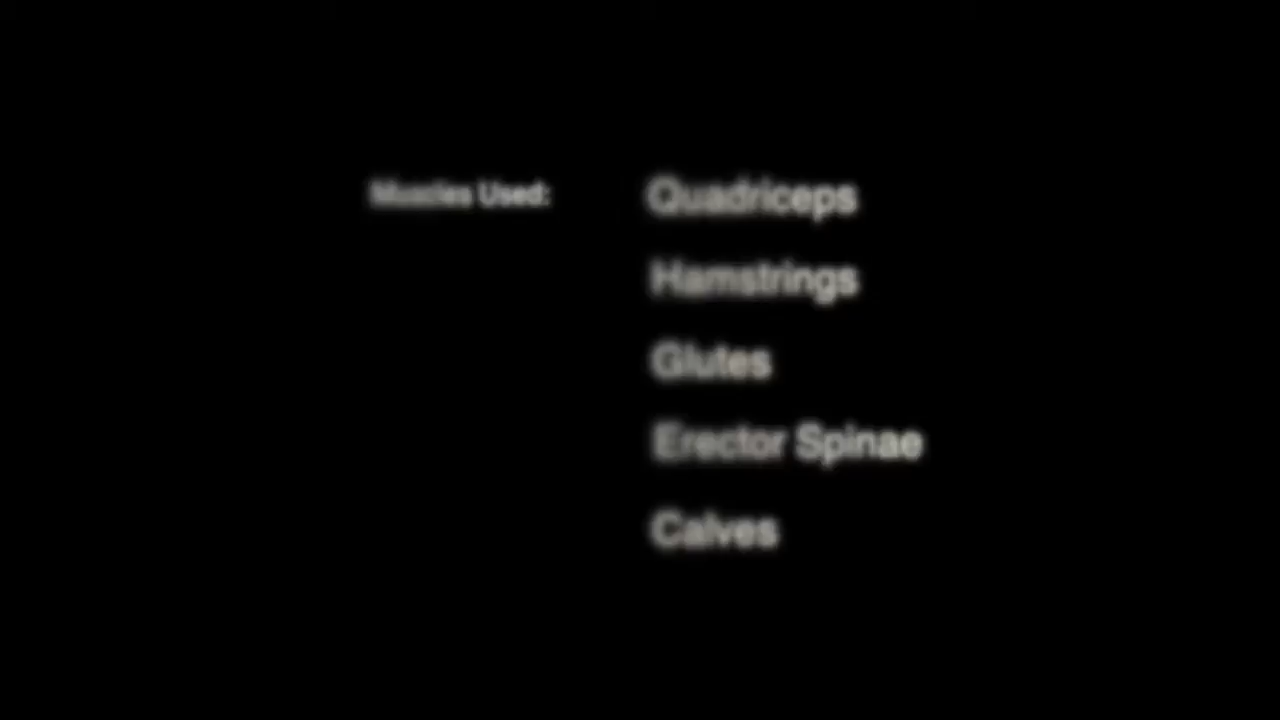 Muscles Used: Quadriceps
Hamstrings
Glutes
Erector Spinae
Calves